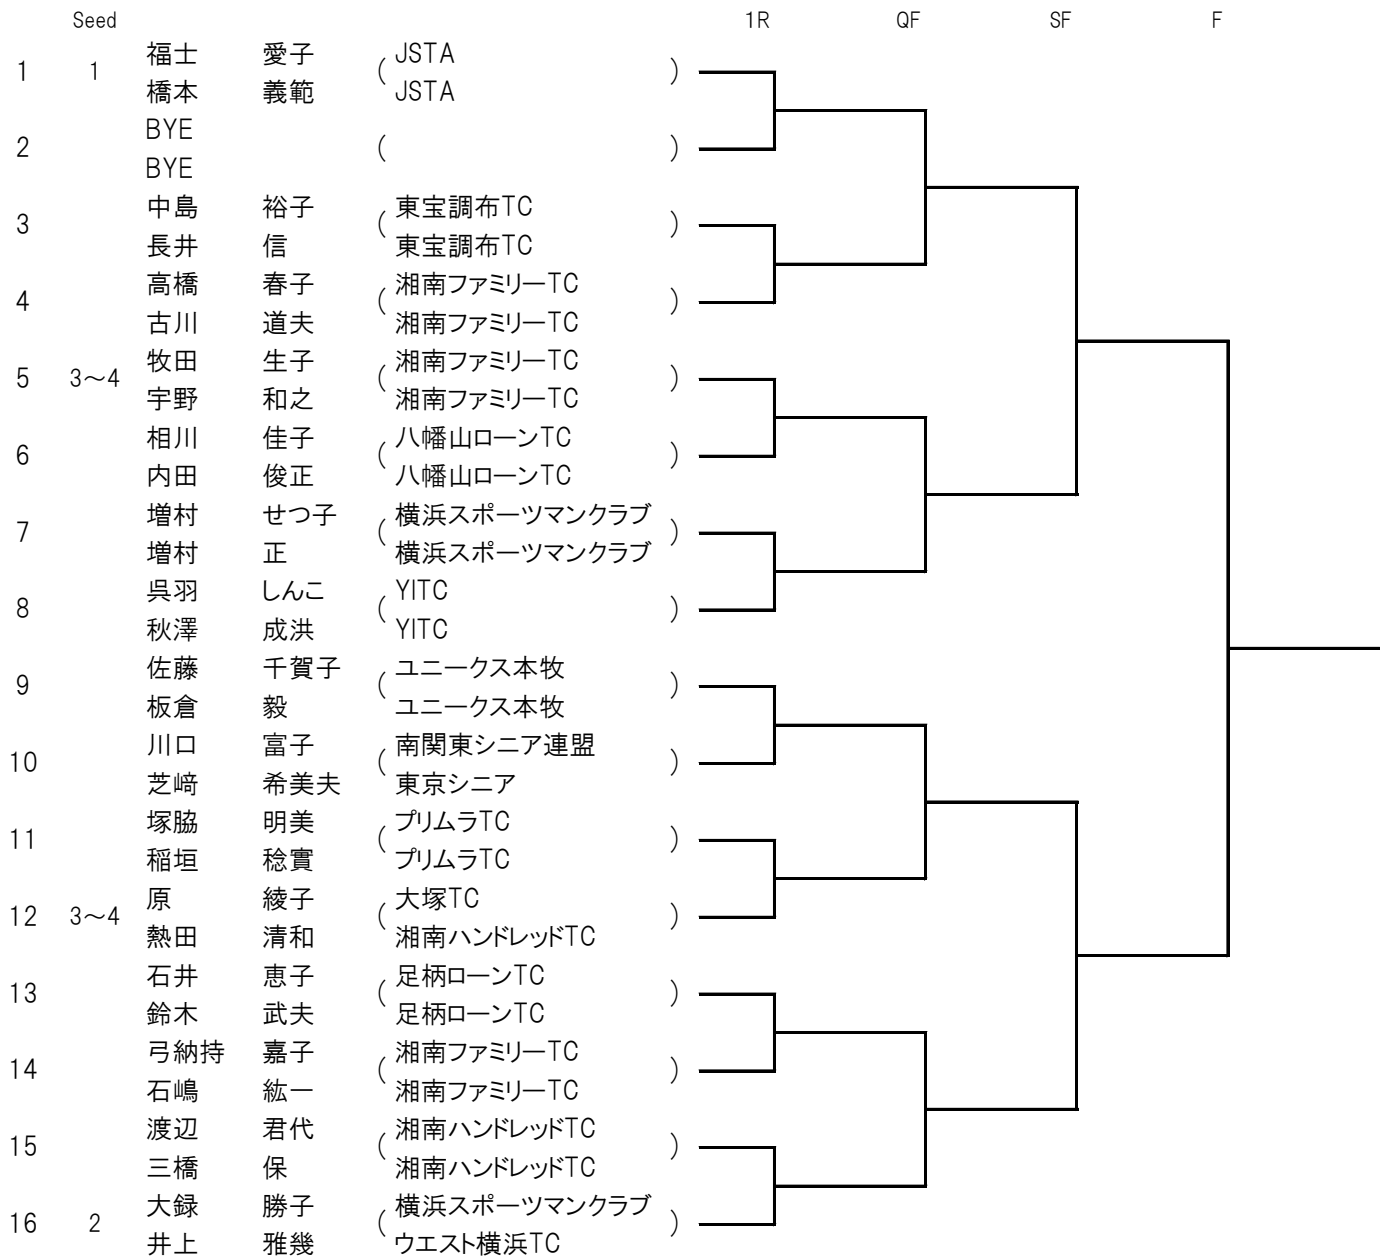 Seed 1R QF SF F
福士 愛子 JSTA
1 1 ( )
橋本 義範 JSTA
BYE
2 ( )
BYE
中島 裕子 東宝調布TC
3 ( )
長井 信 東宝調布TC
高橋 春子 湘南ファミリーTC
4 ( )
古川 道夫 湘南ファミリーTC
牧田 生子 湘南ファミリーTC
5 3～4 ( )
宇野 和之 湘南ファミリーTC
相川 佳子 八幡山ローンTC
6 ( )
内田 俊正 八幡山ローンTC
増村 せつ子 横浜スポーツマンクラブ
7 ( )
増村 正 横浜スポーツマンクラブ
呉羽 しんこ YITC
8 ( )
秋澤 成洪 YITC
佐藤 千賀子 ユニークス本牧
9 ( )
板倉 毅 ユニークス本牧
川口 富子 南関東シニア連盟
10 ( )
芝﨑 希美夫 東京シニア
塚脇 明美 プリムラTC
11 ( )
稲垣 稔實 プリムラTC
原 綾子 大塚TC
12 3～4 ( )
熱田 清和 湘南ハンドレッドTC
石井 恵子 足柄ローンTC
13 ( )
鈴木 武夫 足柄ローンTC
弓納持 嘉子 湘南ファミリーTC
14 ( )
石嶋 紘一 湘南ファミリーTC
渡辺 君代 湘南ハンドレッドTC
15 ( )
三橋 保 湘南ハンドレッドTC
大録 勝子 横浜スポーツマンクラブ
16 2 ( )
井上 雅幾 ウエスト横浜TC